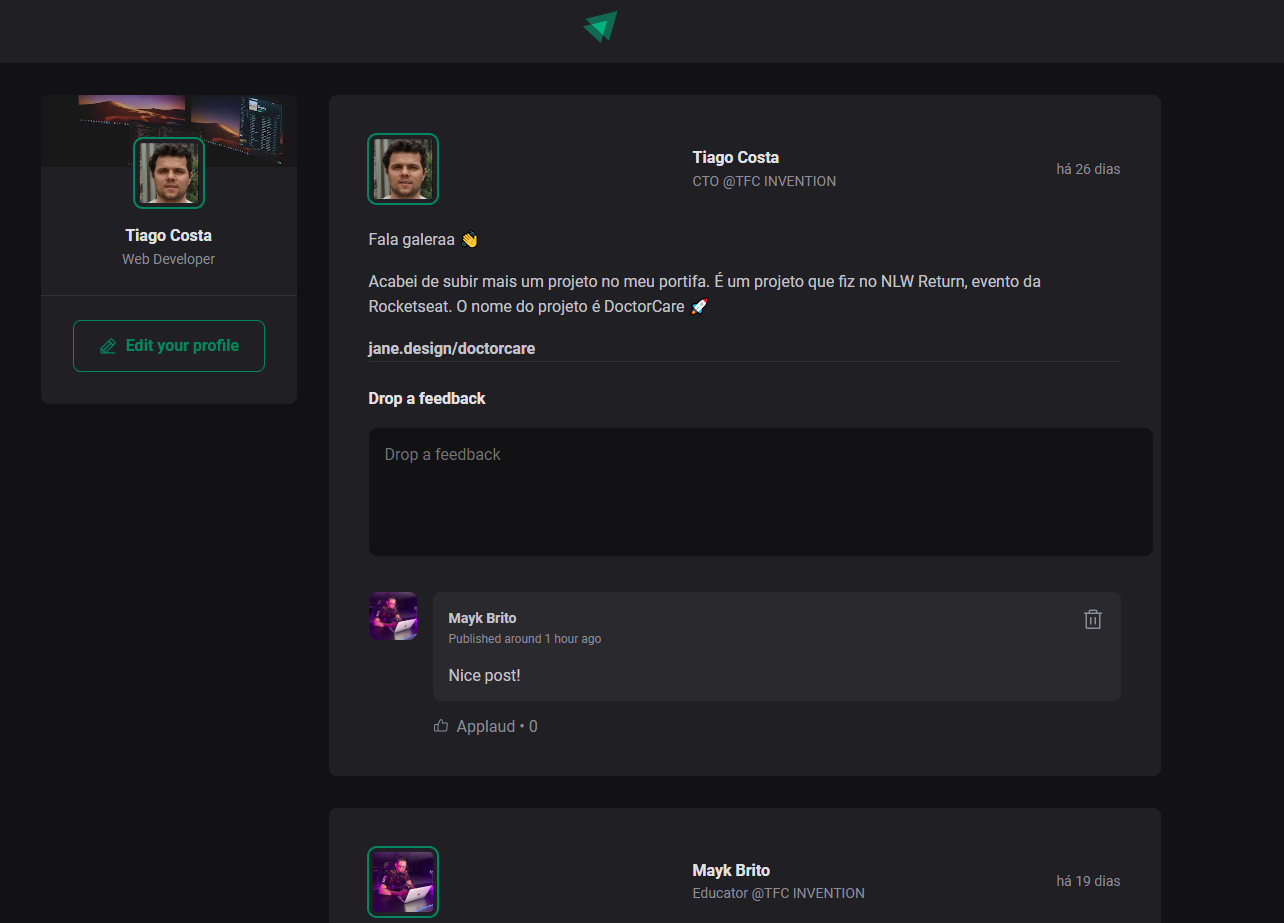 Tiago Costa
Web Developer
Edit your profile
Tiago Costa
CTO @TFC INVENTION
há 26 dias
Fala galeraa 👋
Acabei de subir mais um projeto no meu portifa. É um projeto que fiz no NLW Return, evento da
Rocketseat. O nome do projeto é DoctorCare 🚀
jane.design/doctorcare
Drop a feedback
Drop a feedback
Mayk Brito
Published around 1 hour ago
Nice post!
Applaud • 0
Mayk Brito
Educator @TFC INVENTION
há 19 dias